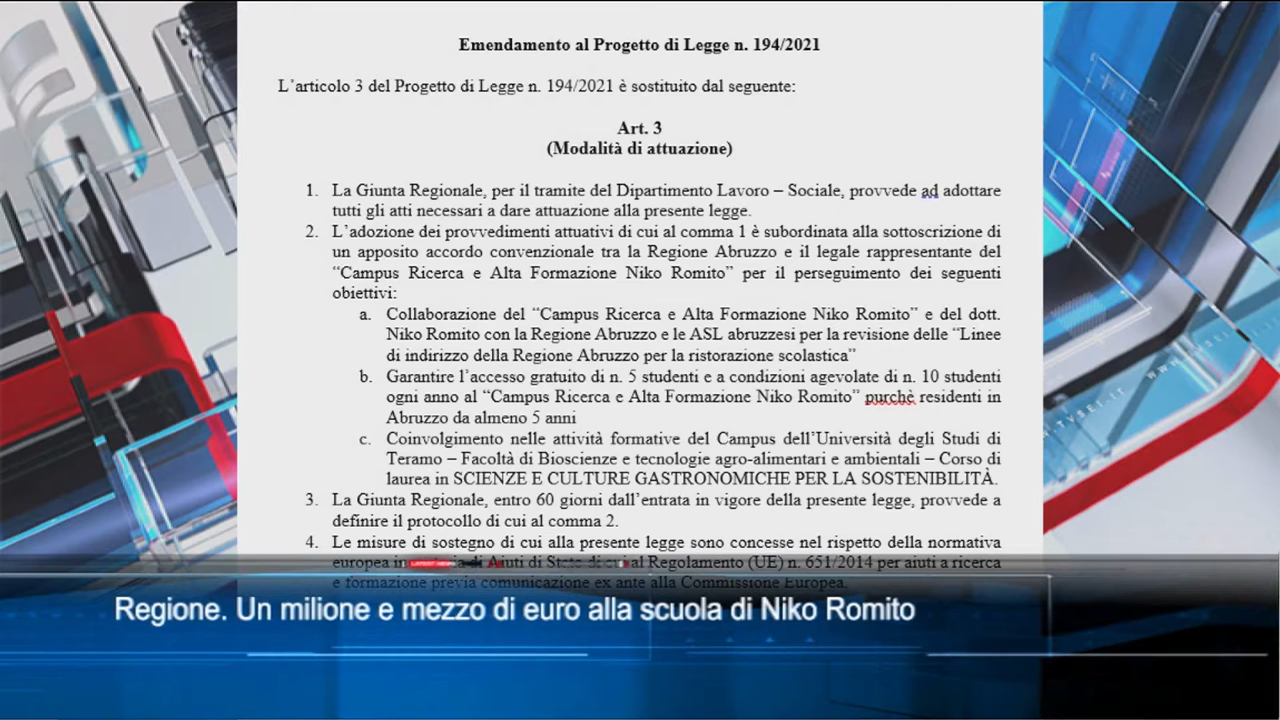 Emendamento al Progetto di Legge n. 194/2021
L'articolo 3 del Progetto di Legge n. 194/2021 è sostituito dal seguente:
Art. 3
(Modalità di attuazione)
1. La Giunta Regionale, per il tramite del Dipartimento Lavoro – Sociale, provvede ad adottare
tutti gli atti necessari a dare attuazione alla presente legge.
2. L'adozione dei provvedimenti attuativi di cui al comma 1 è subordinata alla sottoscrizione di
un apposito accordo convenzionale tra la Regione Abruzzo e il legale rappresentante del
“Campus Ricerca e Alta Formazione Niko Romito” per il perseguimento dei seguenti
obiettivi:
a. Collaborazione del “Campus Ricerca e Alta Formazione Niko Romito” e del dott.
Niko Romito con la Regione Abruzzo e le ASL abruzzesi per la revisione delle “Linee
di indirizzo della Regione Abruzzo per la ristorazione scolastica”
b. Garantire l'accesso gratuito di n. 5 studenti e a condizioni agevolate di n. 10 studenti
ogni anno al “Campus Ricerca e Alta Formazione Niko Romito” purchè residenti in
Abruzzo da almeno 5 anni
c. Coinvolgimento nelle attività formative del Campus dell'Università degli Studi di
Teramo – Facoltà di Bioscienze e tecnologie agro-alimentari e ambientali – Corso di
laurea in SCIENZE E CULTURE GASTRONOMICHE PER LA SOSTENIBILITÀ.
3. La Giunta Regionale, entro 60 giorni dall'entrata in vigore della presente legge, provvede a
definire il protocollo di cui al comma 2.
4. Le misure di sostegno di cui alla presente legge sono concesse nel rispetto della normativa
europea in di Aiuti di Stato di cui al Regolamento (UE) n. 651/2014 per aiuti a ricerca
e formazione previa comunicazione ex ante alla Commissione Europea.
LATEST NEWS
Regione. Un milione e mezzo di euro alla scuola di Niko Romito